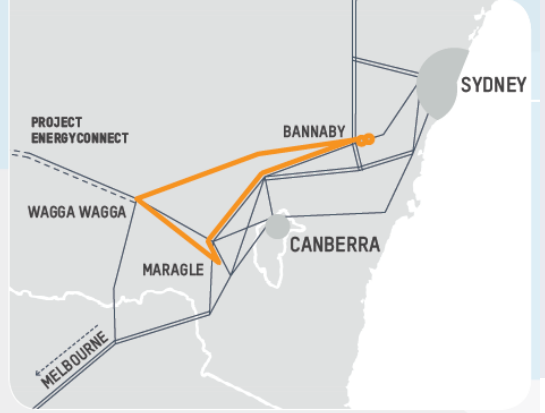 SYDNEY
PROJECT
ENERGYCONNECT
BANNABY
WAGGA WAGGA
CANBERRA
MARAGLE
MELBOURNE